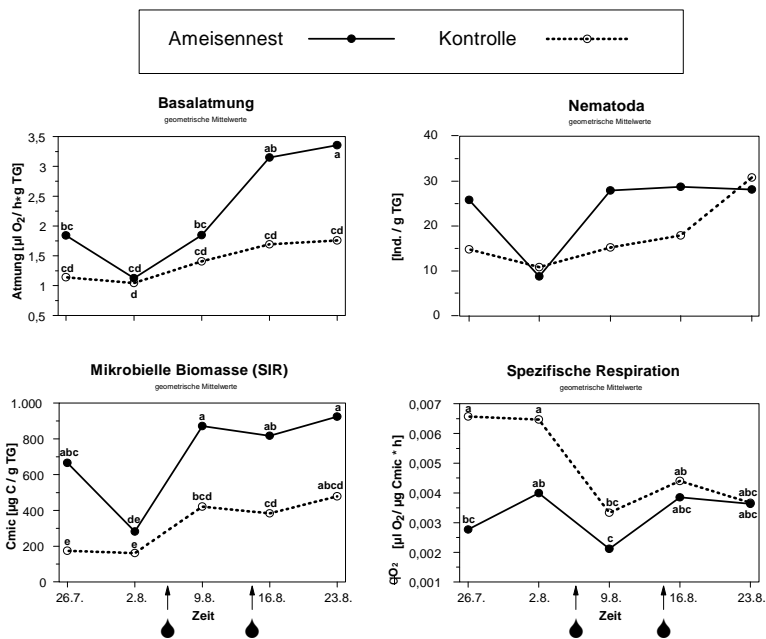 Ameisennest Kontrolle
Basalatmung
geometrische Mittelwerte
Atmung [µl O₂/ h*g TG]
3,5
3
2,5
2
1,5
1
0,5
bc cd bc ab a
cd d cd cd cd
Nematoda
geometrische Mittelwerte
[Ind. / g TG]
40
30
20
10
0
Mikrobielle Biomasse (SIR)
geometrische Mittelwerte
Cmic [µg C / g TG]
1.000
800
600
400
200
0
abc de a ab a
e e bcd cd abcd
26.7. 2.8. 9.8. 16.8. 23.8.
Zeit
Spezifische Respiration
geometrische Mittelwerte
qO₂ [µl O₂/ µg Cmic * h]
0,007
0,006
0,005
0,004
0,003
0,002
0,001
a a bc ab abc
bc ab c abc abc
26.7. 2.8. 9.8. 16.8. 23.8.
Zeit